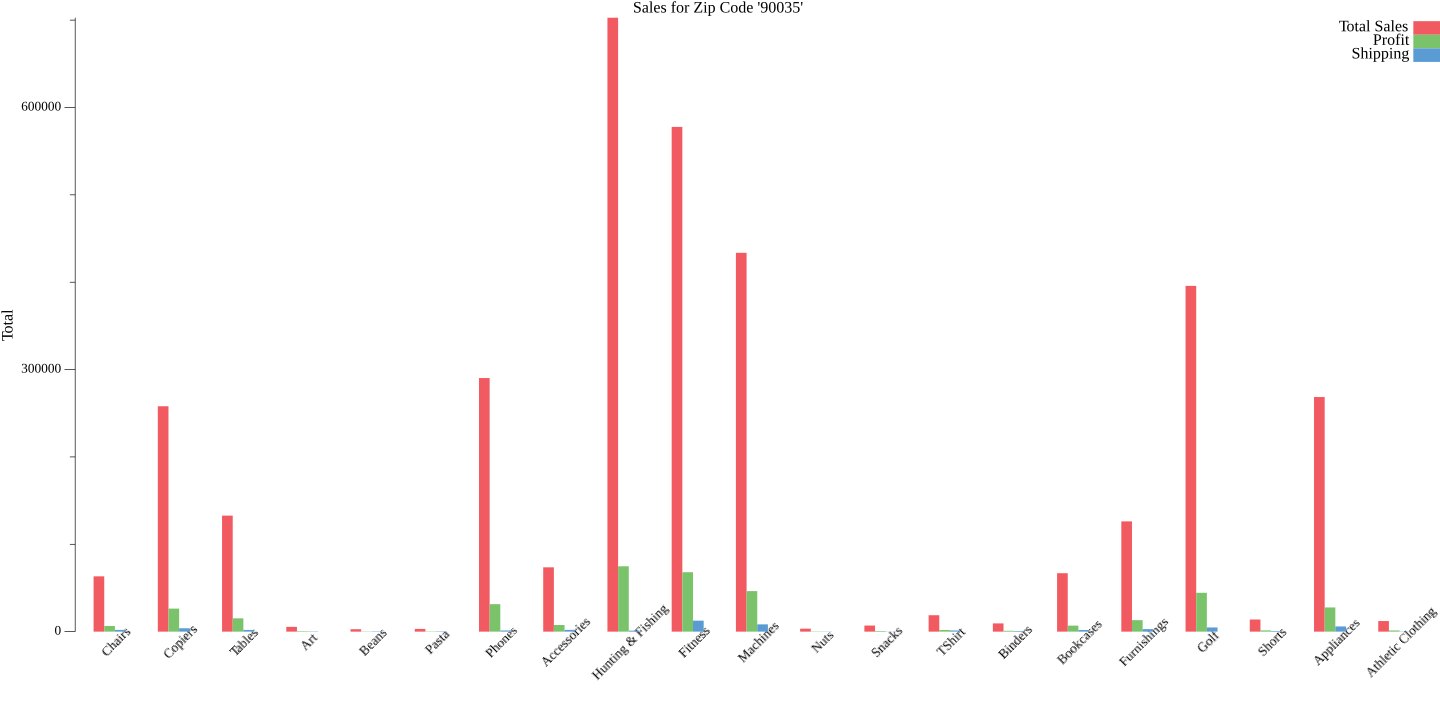 Sales for Zip Code '90035'
Total Sales
Profit
Shipping
Total
600000
300000
0
Chairs
Copiers
Tables
Art
Beans
Pasta
Phones
Accessories
Hunting & Fishing
Fitness
Machines
Nuts
Snacks
TShirt
Binders
Bookcases
Furnishings
Golf
Shorts
Appliances
Athletic Clothing